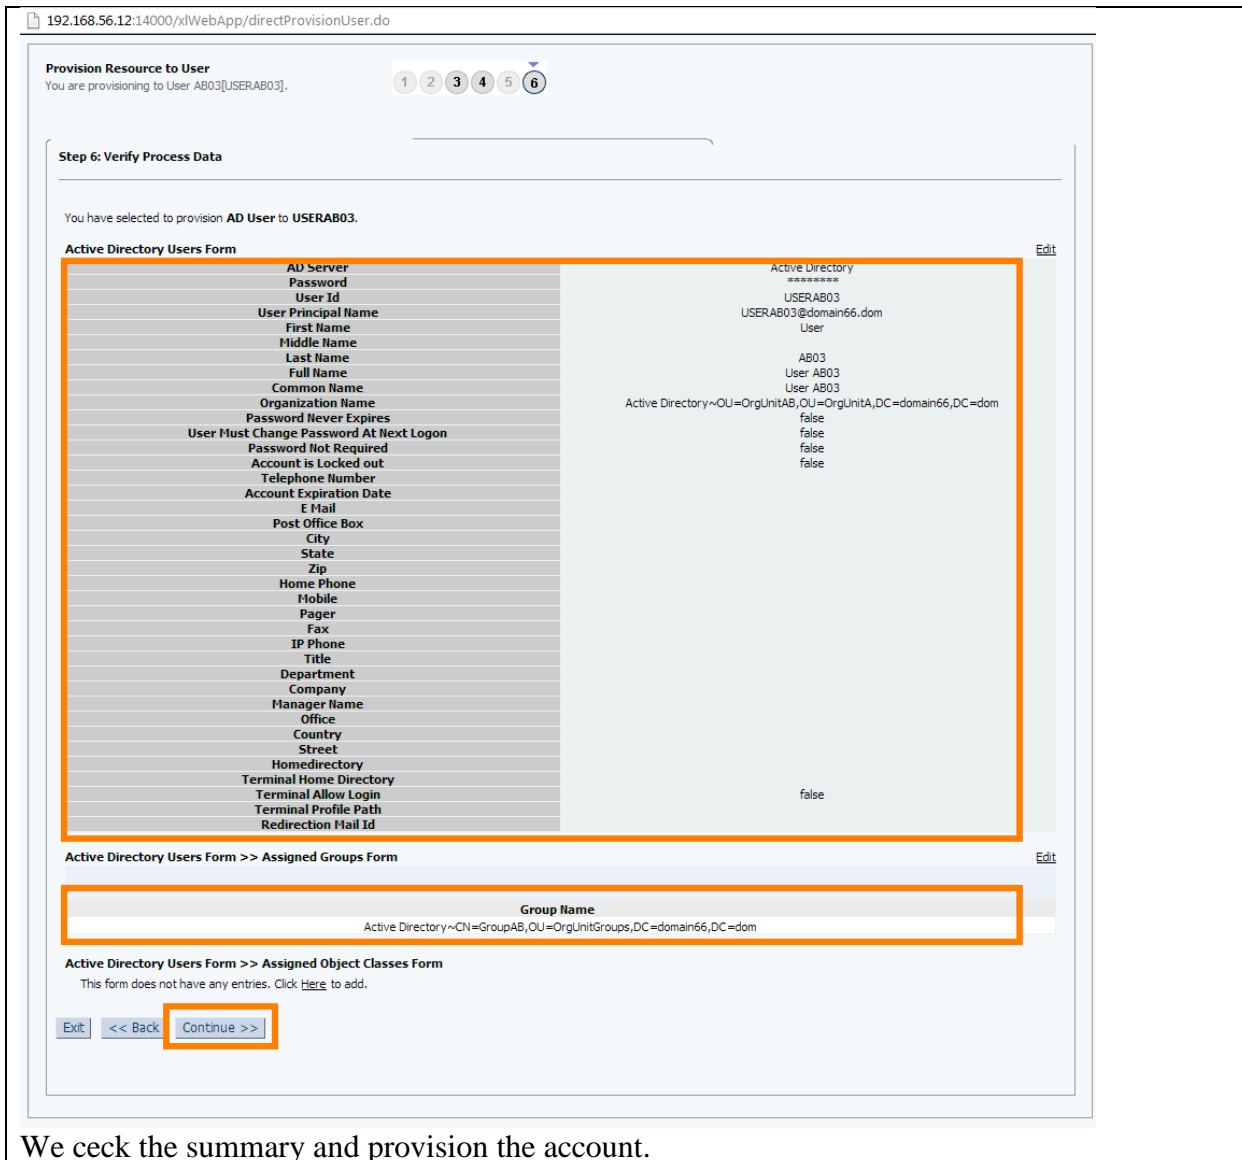 192.168.56.12:14000/xlWebApp/directProvisionUser.do
Provision Resource to User
You are provisioning to User AB03[USERAB03].
1 2 3 4 5 6
Step 6: Verify Process Data
You have selected to provision AD User to USERAB03.
Active Directory Users Form Edit
AD Server Active Directory
Password ********
User Id USERAB03
User Principal Name USERAB03@domain66.dom
First Name User
Middle Name
Last Name AB03
Full Name User AB03
Common Name User AB03
Organization Name Active Directory~OU=OrgUnitAB,OU=OrgUnitA,DC=domain66,DC=dom
Password Never Expires false
User Must Change Password At Next Logon false
Password Not Required false
Account is Locked out false
Telephone Number
Account Expiration Date
E Mail
Post Office Box
City
State
Zip
Home Phone
Mobile
Pager
Fax
IP Phone
Title
Department
Company
Manager Name
Office
Country
Street
Homedirectory
Terminal Home Directory
Terminal Allow Login false
Terminal Profile Path
Redirection Mail Id
Active Directory Users Form >> Assigned Groups Form Edit
Group Name
Active Directory~CN=GroupAB,OU=OrgUnitGroups,DC=domain66,DC=dom
Active Directory Users Form >> Assigned Object Classes Form
This form does not have any entries. Click Here to add.
Exit << Back Continue >>
We ceck the summary and provision the account.